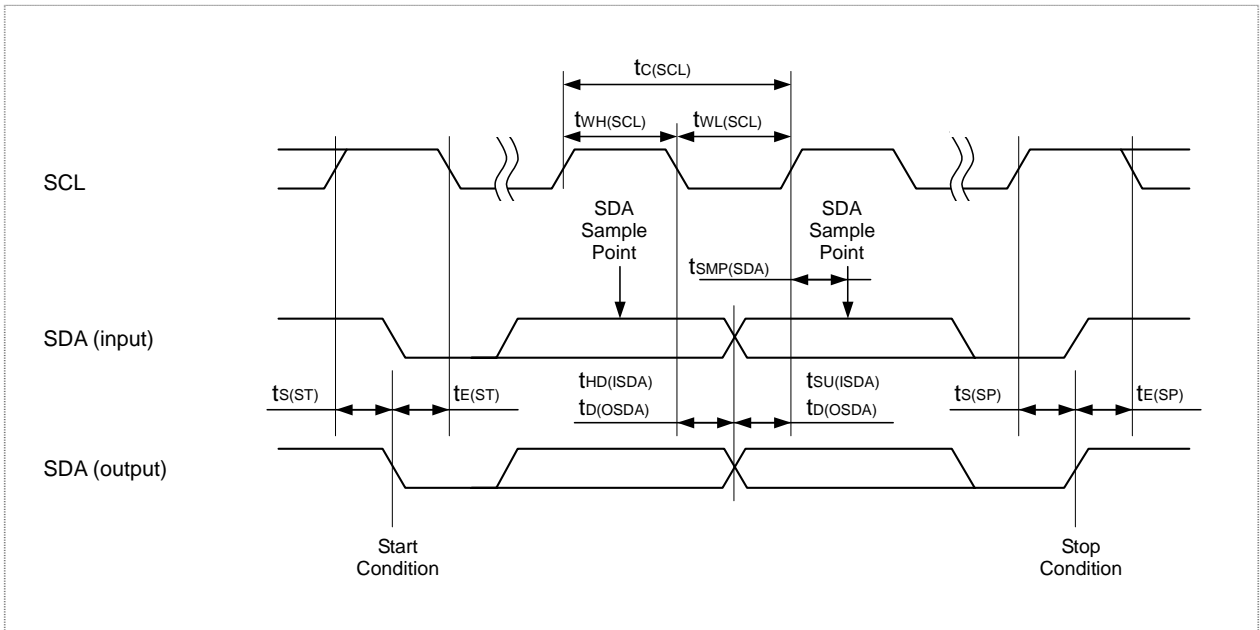 tC(SCL)
tWH(SCL) tWL(SCL)
SCL
SDA
Sample
Point
SDA
Sample
Point
tSMP(SDA)
SDA (input)
tS(ST) tE(ST)
tHD(ISDA)
tD(OSDA)
tSU(ISDA)
tD(OSDA)
tS(SP) tE(SP)
SDA (output)
Start
Condition
Stop
Condition